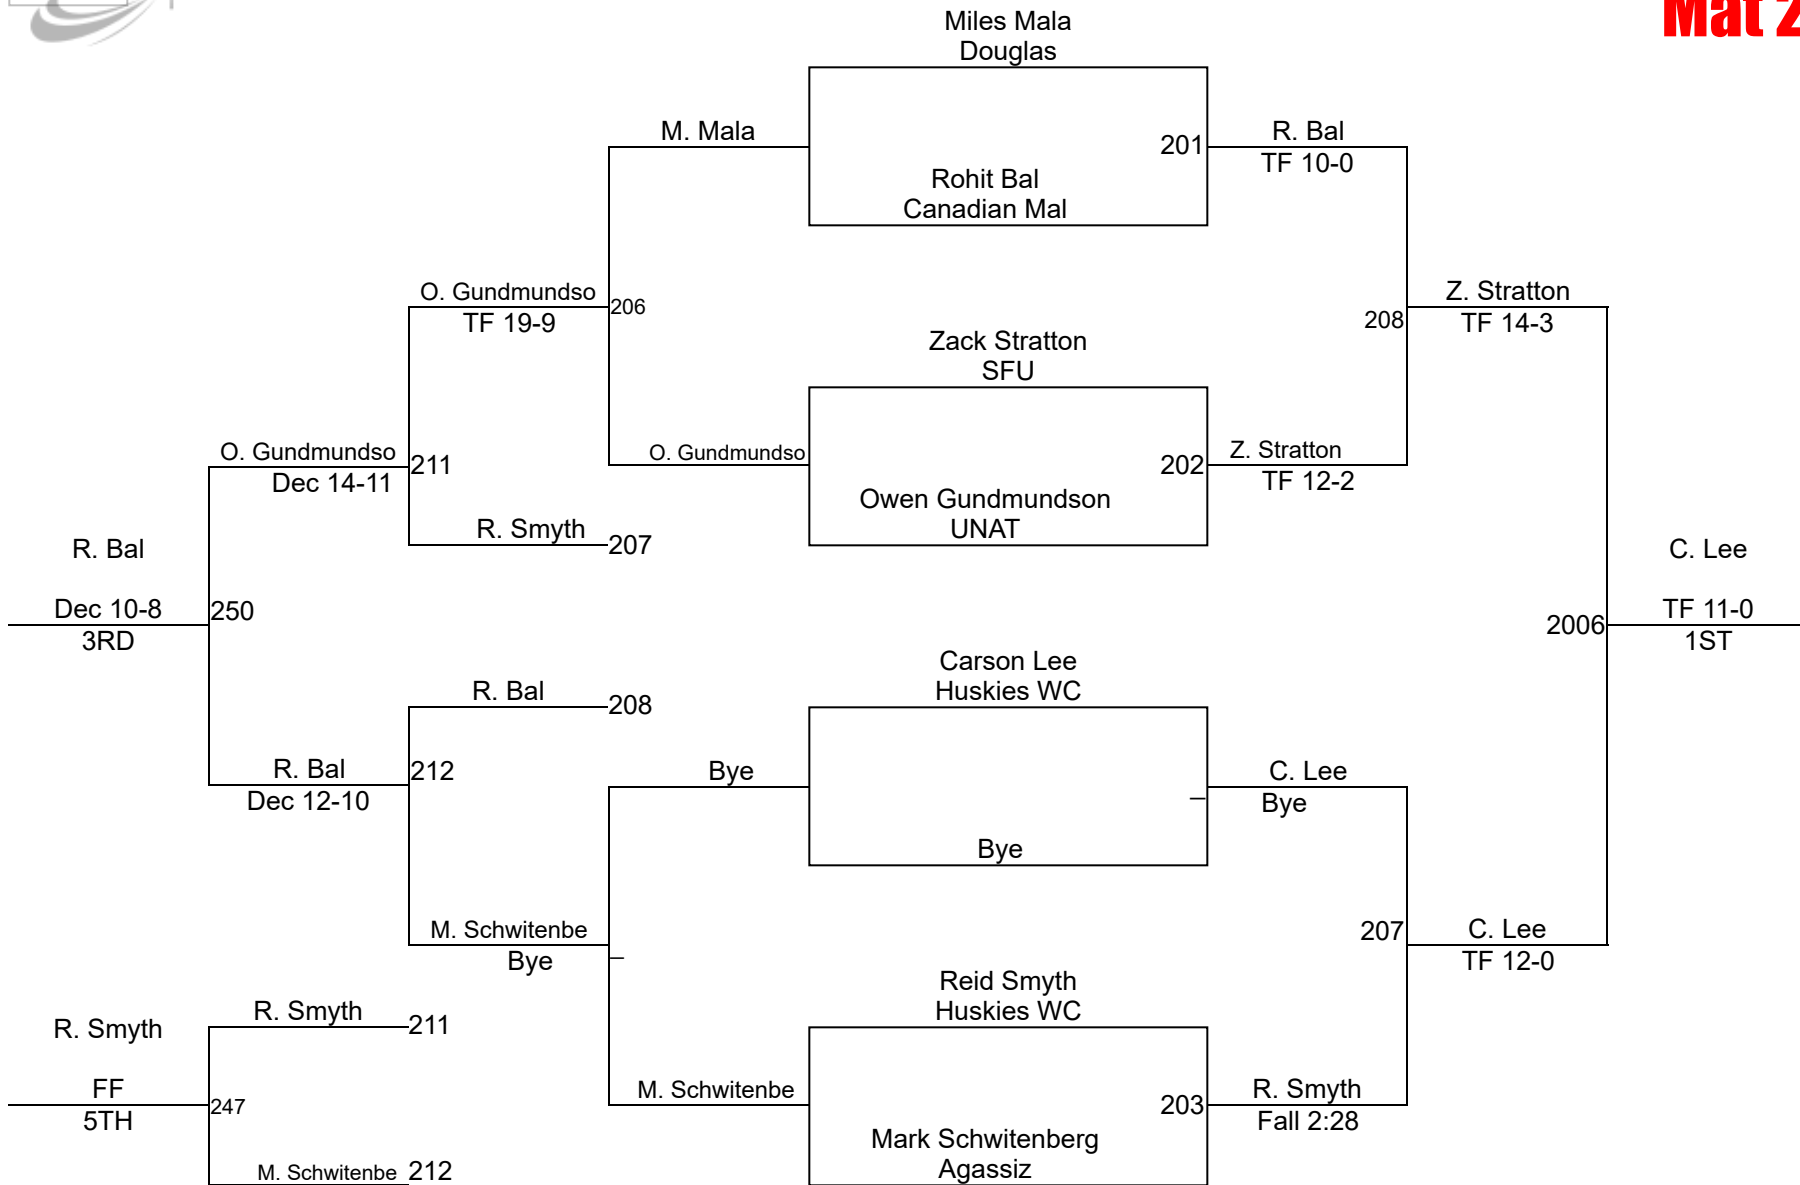 Mat 2
Miles Mala
Douglas
M. Mala
201
R. Bal
TF 10-0
Rohit Bal
Canadian Mal
O. Gundmundso
TF 19-9
206
Z. Stratton
TF 14-3
208
Zack Stratton
SFU
O. Gundmundso
Dec 14-11
211
O. Gundmundso
202
Z. Stratton
TF 12-2
Owen Gundmundson
UNAT
R. Smyth
207
R. Bal
Dec 10-8
3RD
250
C. Lee
TF 11-0
1ST
2006
Carson Lee
Huskies WC
R. Bal
208
R. Bal
Dec 12-10
212
Bye
C. Lee
Bye
Bye
M. Schwitenbe
Bye
207
C. Lee
TF 12-0
Reid Smyth
Huskies WC
R. Smyth
211
R. Smyth
FF
5TH
247
M. Schwitenbe
203
R. Smyth
Fall 2:28
Mark Schwitenberg
Agassiz
M. Schwitenbe
212